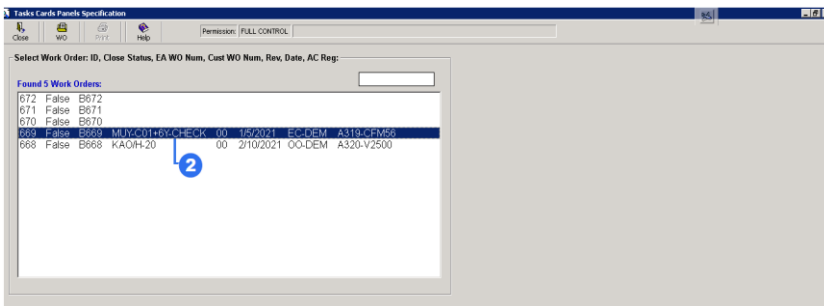 Tasks Cards Panels Specification
Close WO Print Help Permission: FULL CONTROL
Select Work Order: ID, Close Status, EA WO Num, Cust WO Num, Rev, Date, AC Reg:
Found 5 Work Orders:
672 False B672
671 False B671
670 False B670
669 False B669 MUY-C01+6Y-CHECK 00 1/5/2021 EC-DEM A319-CFM56
668 False B668 KAO/H-20 00 2/10/2021 OO-DEM A320-V2500
2